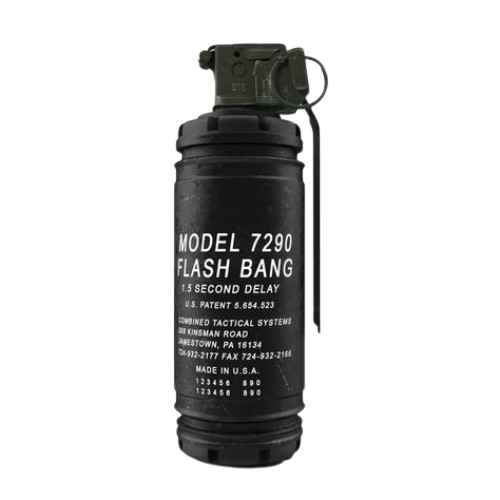 CTS
MODEL 7290
FLASH BANG
1.5 SECOND DELAY
U.S. PATENT 5.654.523
COMBINED TACTICAL SYSTEMS
388 KINSMAN ROAD
JAMESTOWN, PA 16134
724-932-2177 FAX 724-932-2166
MADE IN U.S.A.
123456 890
123456 890